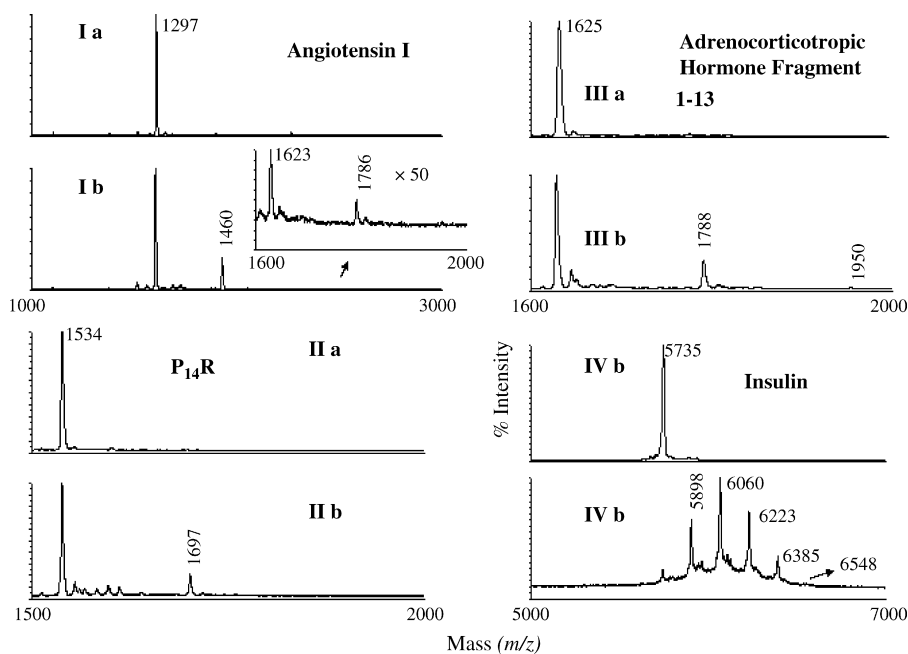 I a
1297
Angiotensin I
I b
1460
1623
1786
× 50
1600
2000
1000
3000
1534
P14R
II a
II b
1697
1500
2000
1625
Adrenocorticotropic
Hormone Fragment
1-13
III a
III b
1788
1950
1600
2000
% Intensity
IV b
5735
Insulin
IV b
5898
6060
6223
6385
6548
5000
7000
Mass (m/z)